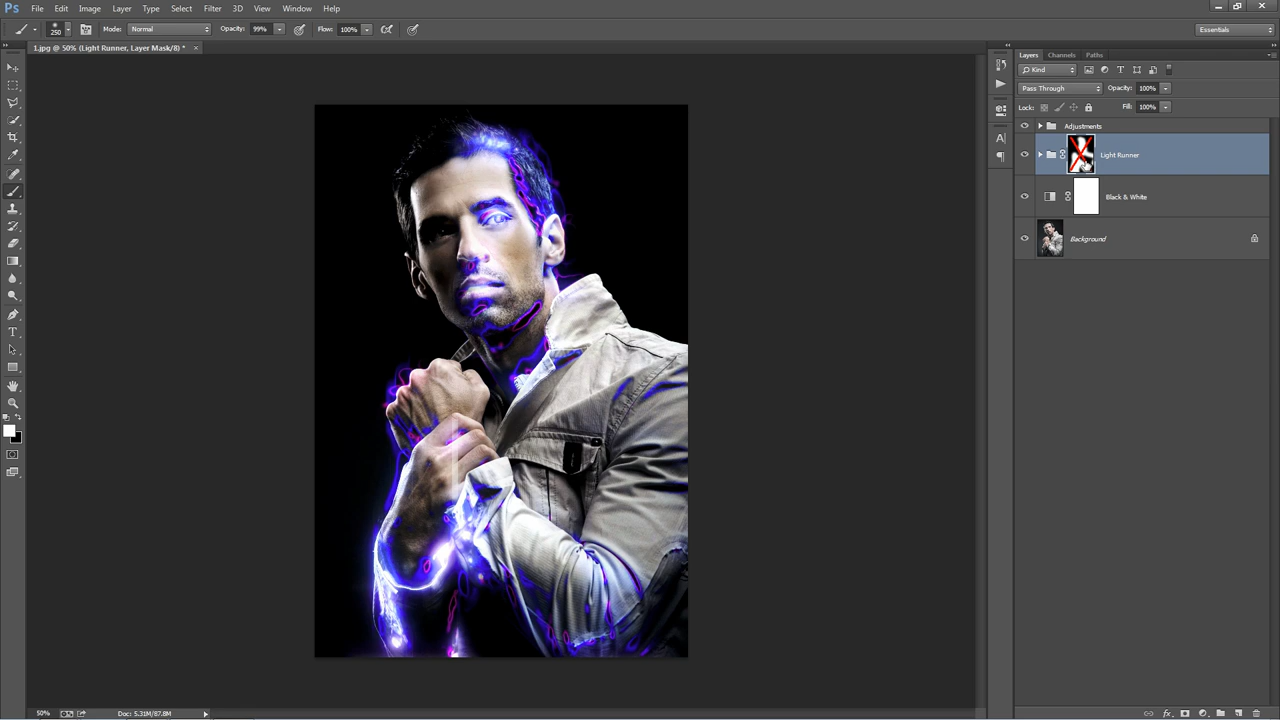 Ps File Edit Image Layer Type Select Filter 3D View Window Help
250 Mode: Normal Opacity: 99% Flow: 100% Essentials
1.jpg @ 50% (Light Runner, Layer Mask/8) * ×
Layers Channels Paths
Kind T
Pass Through Opacity: 100%
Lock: Fill: 100%
Adjustments
Light Runner
Black & White
Background
A
T
50% Doc: 5.31M/87.8M fx